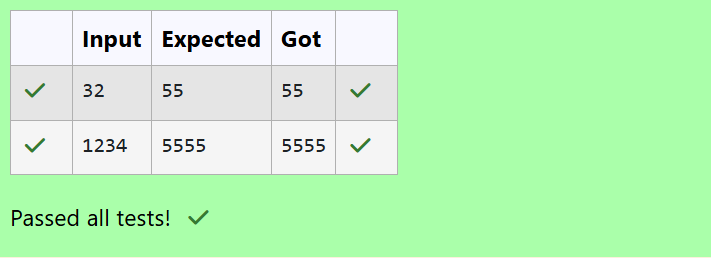 Input Expected Got
32 55 55
1234 5555 5555
Passed all tests!